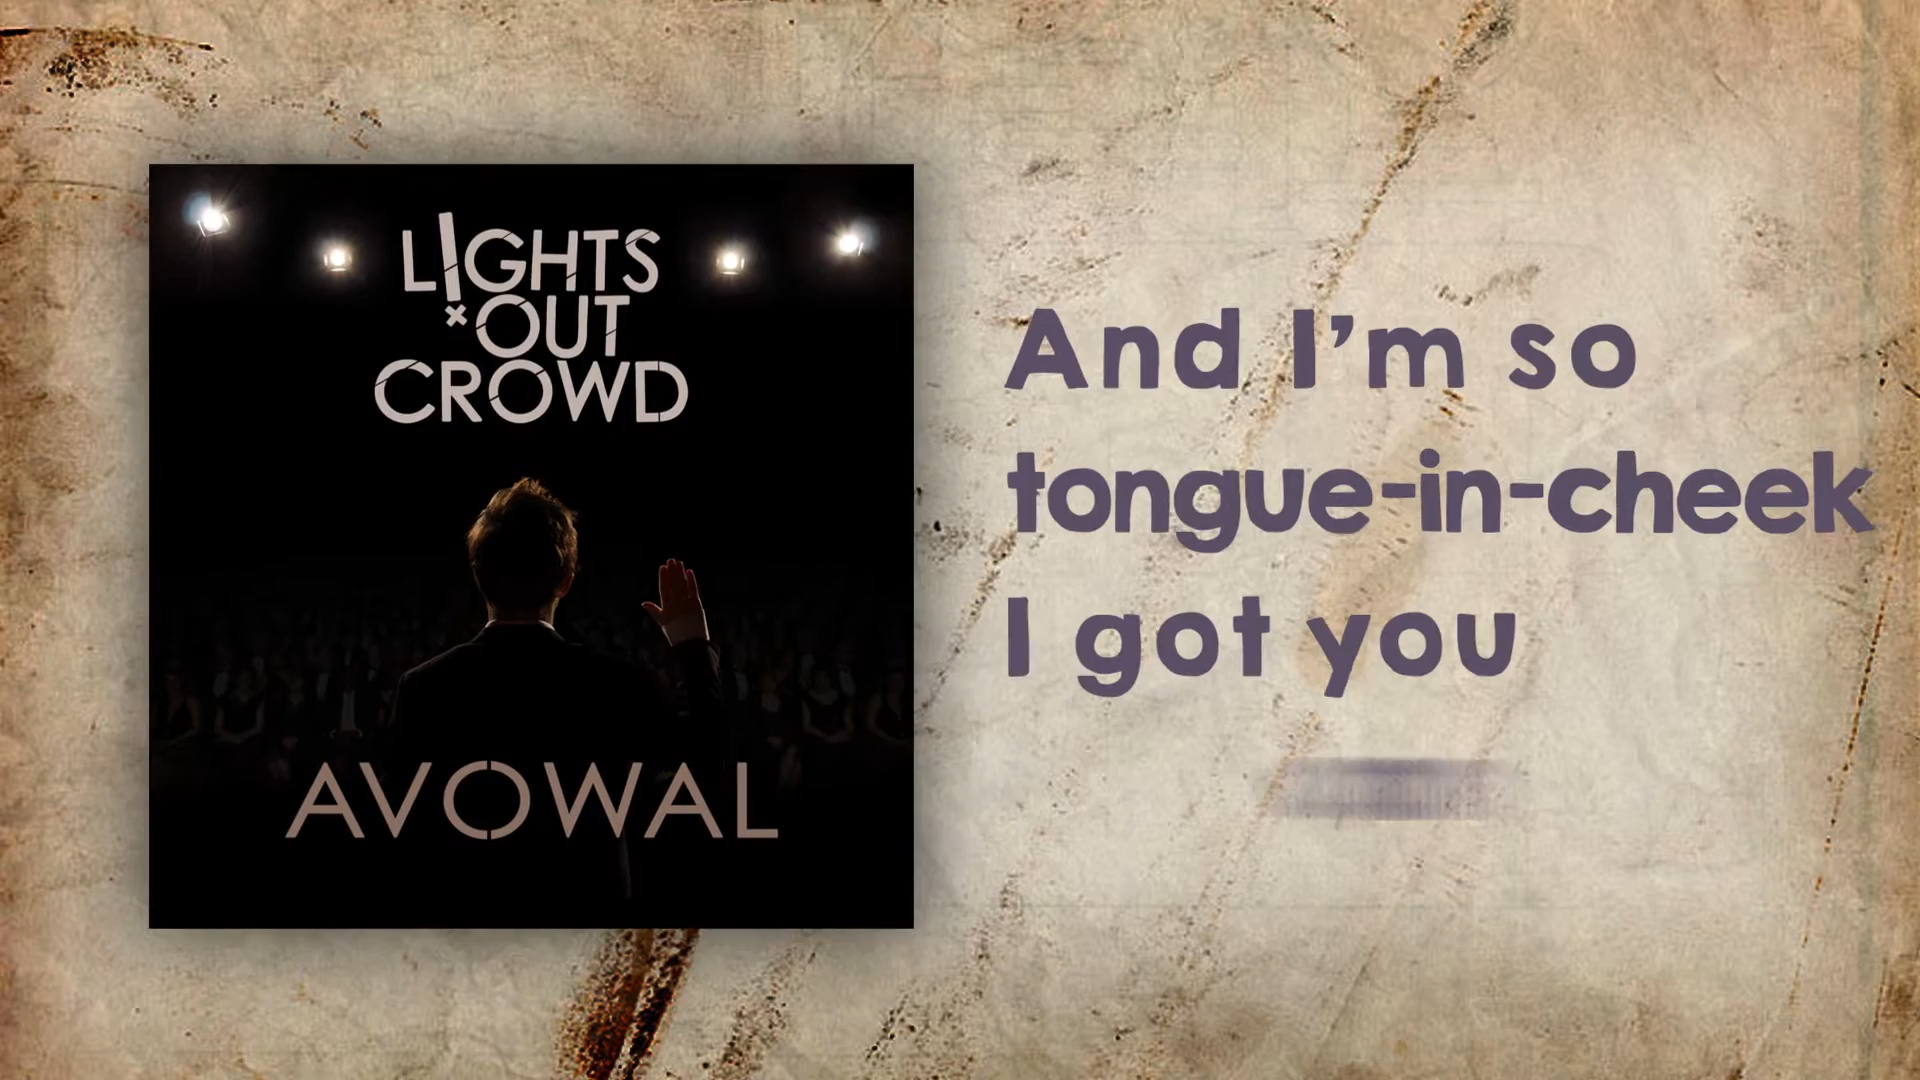 LIGHTS
OUT
CROWD
AVOWAL
And I'm so
tongue-in-cheek
I got you